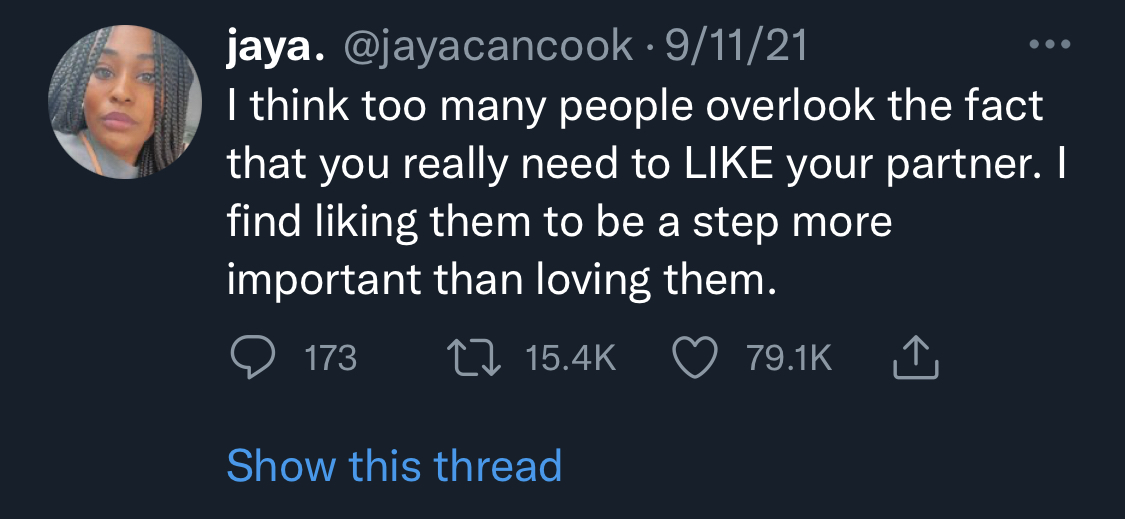 jaya. @jayacancook · 9/11/21
I think too many people overlook the fact
that you really need to LIKE your partner. I
find liking them to be a step more
important than loving them.
173 15.4K 79.1K
Show this thread